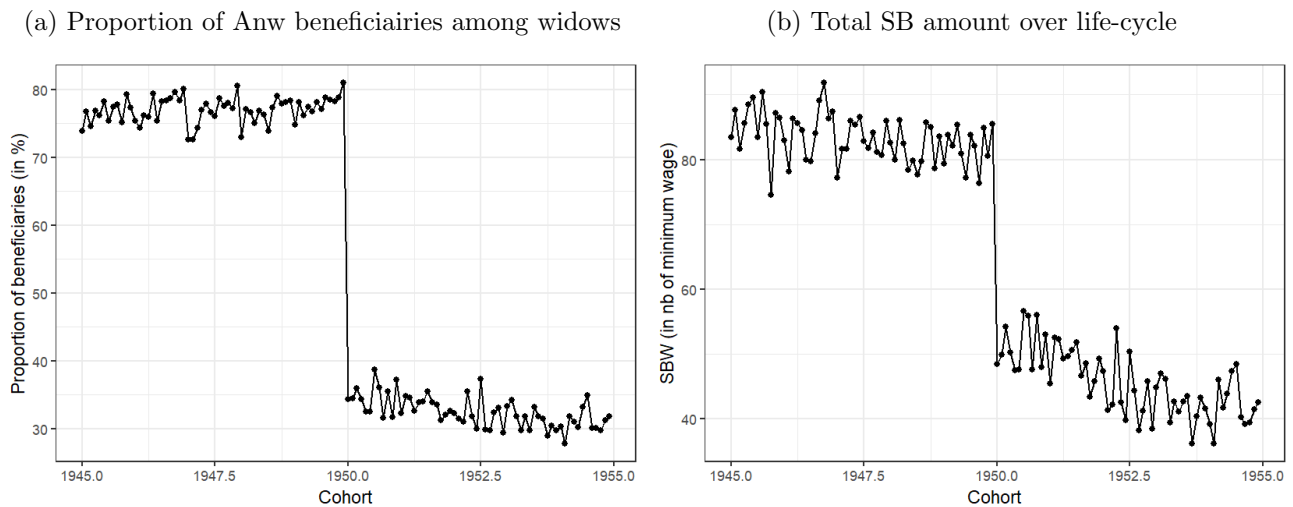 (a) Proportion of Anw beneficiairies among widows
Proportion of beneficiaries (in %)
80
70
60
50
40
30
1945.0 1947.5 1950.0 1952.5 1955.0
Cohort
(b) Total SB amount over life-cycle
SBW (in nb of minimum wage)
80
60
40
1945.0 1947.5 1950.0 1952.5 1955.0
Cohort